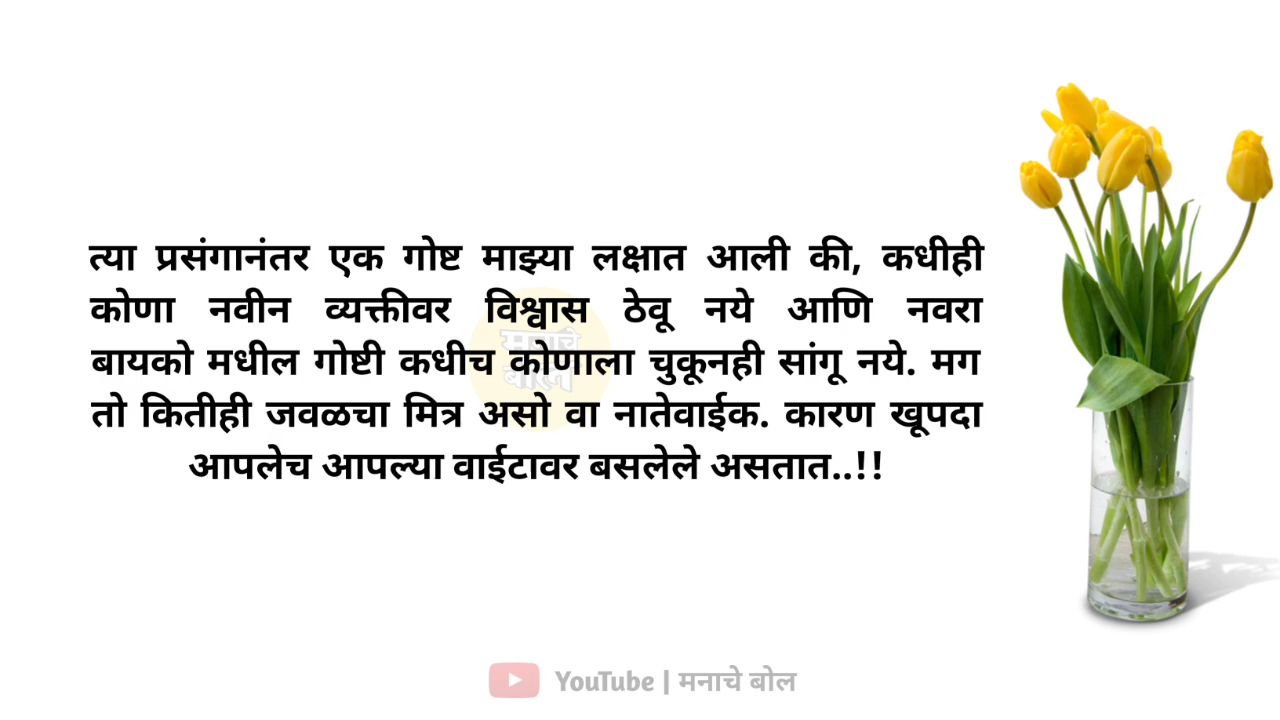 त्या प्रसंगानंतर एक गोष्ट माझ्या लक्षात आली की, कधीही
कोणा नवीन व्यक्तीवर विश्वास ठेवू नये आणि नवरा
बायको मधील गोष्टी कधीच कोणाला चुकूनही सांगू नये. मग
तो कितीही जवळचा मित्र असो वा नातेवाईक. कारण खूपदा
आपलेच आपल्या वाईटावर बसलेले असतात..!!
मनाचे
बोल
YouTube | मनाचे बोल